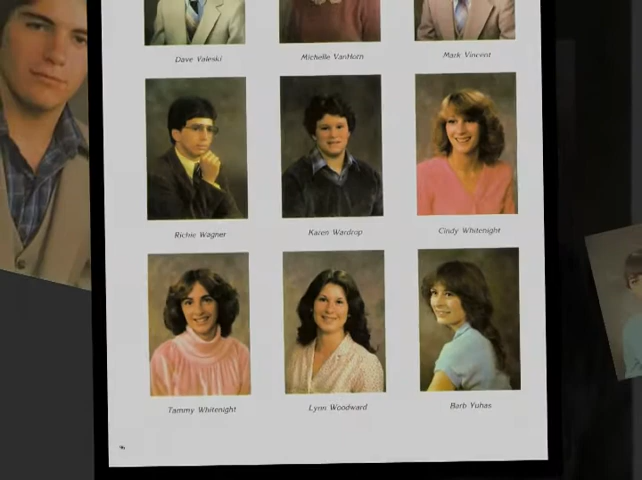 Dave Valeski Michelle VanHorn Mark Vincent
Richie Wagner Karen Wardrop Cindy Whitenight
Tammy Whitenight Lynn Woodward Barb Yuhas